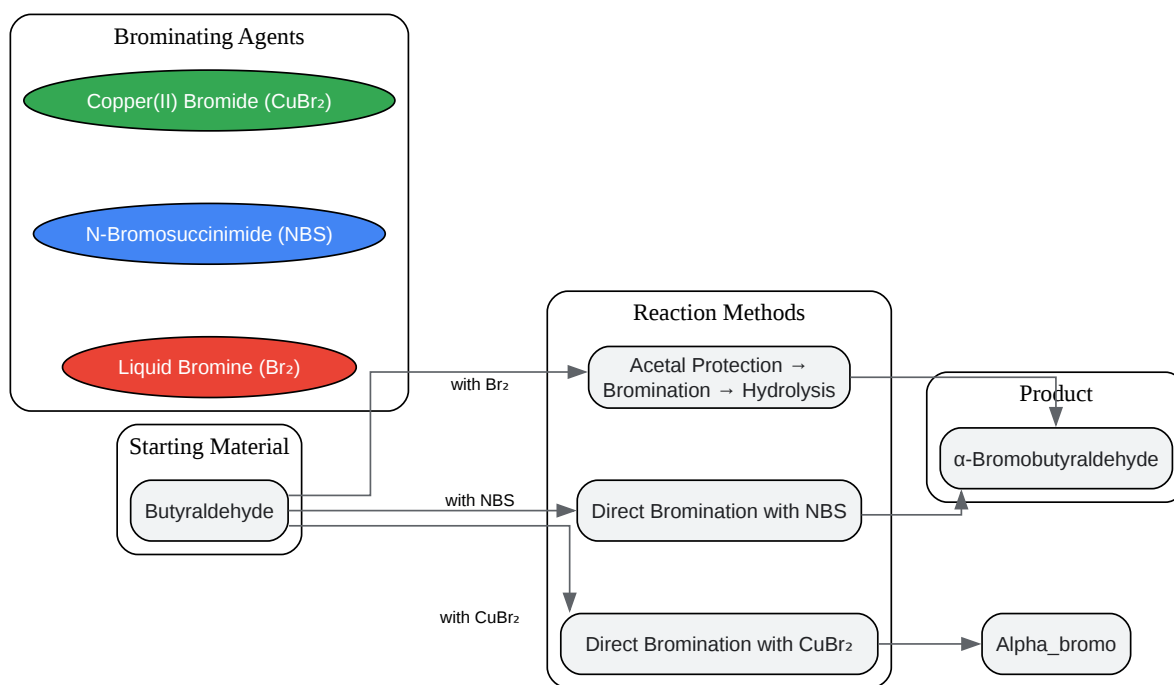 Brominating Agents
Copper(II) Bromide (CuBr₂)
N-Bromosuccinimide (NBS)
Liquid Bromine (Br₂)
Starting Material
Butyraldehyde
with Br₂
with NBS
with CuBr₂
Reaction Methods
Acetal Protection →
Bromination → Hydrolysis
Direct Bromination with NBS
Direct Bromination with CuBr₂
Product
α-Bromobutyraldehyde
Alpha_bromo